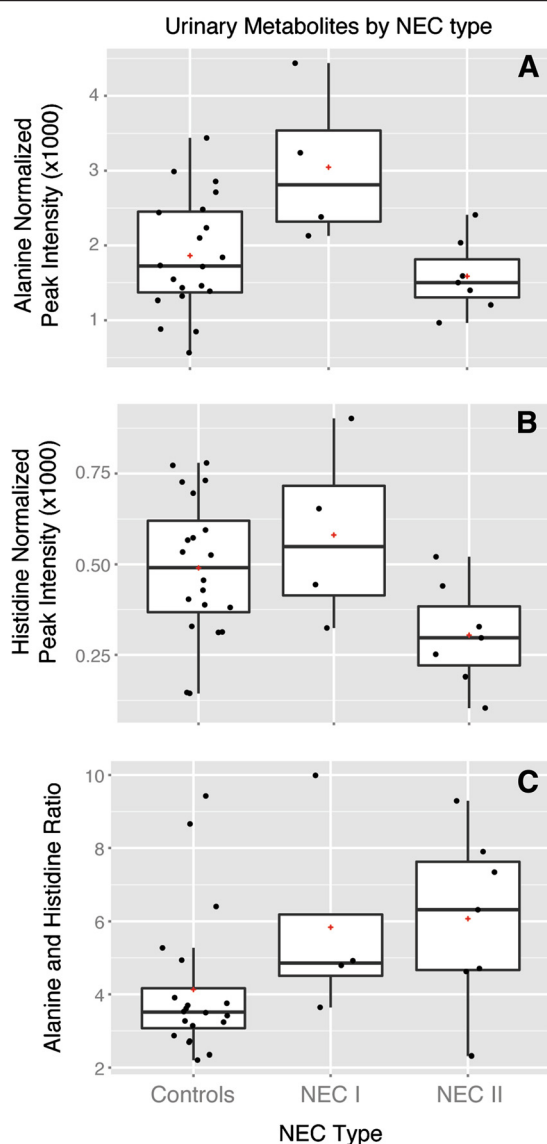 Urinary Metabolites by NEC type
A
Alanine Normalized
Peak Intensity (x1000)
4
3
2
1
B
Histidine Normalized
Peak Intensity (x1000)
0.75
0.50
0.25
C
Alanine and Histidine Ratio
10
8
6
4
2
Controls NEC I NEC II
NEC Type